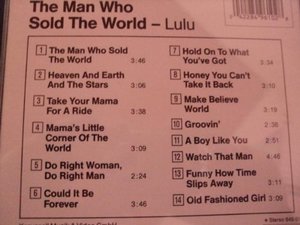 The Man Who
Sold The World – Lulu
1 The Man Who Sold
The World 3:46
2 Heaven And Earth
And The Stars 3:06
3 Take Your Mama
For A Ride 3:38
4 Mama's Little
Corner Of The
World 3:09
5 Do Right Woman,
Do Right Man 2:24
6 Could It Be
Forever 3:46
7 Hold On To What
You've Got 3:34
8 Honey You Can't
Take It Back 3:10
9 Make Believe
World 3:19
10 Groovin' 2:38
11 A Boy Like You 2:51
12 Watch That Man 4:46
13 Funny How Time
Slips Away 3:11
14 Old Fashioned Girl 3:09
Stereo